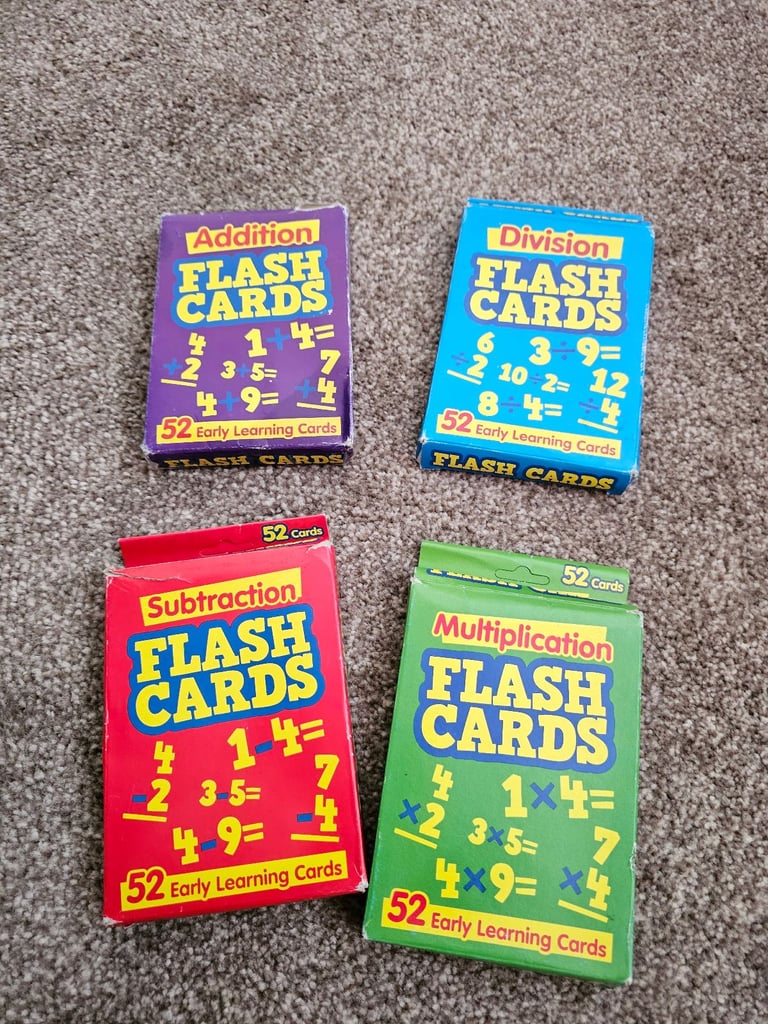 Addition
FLASH
CARDS
4
+2
1+4=
3+5=
7
+4
4+9=
52 Early Learning Cards
FLASH CARDS
Division
FLASH
CARDS
6
÷2
3÷9=
10÷2=
12
÷4
8÷4=
52 Early Learning Cards
FLASH CARDS
52 Cards
Subtraction
FLASH
CARDS
4
-2
1-4=
3-5=
7
-4
4-9=
52 Early Learning Cards
52 Cards
Multiplication
FLASH
CARDS
4
×2
1×4=
3×5=
7
×4
4×9=
52 Early Learning Cards